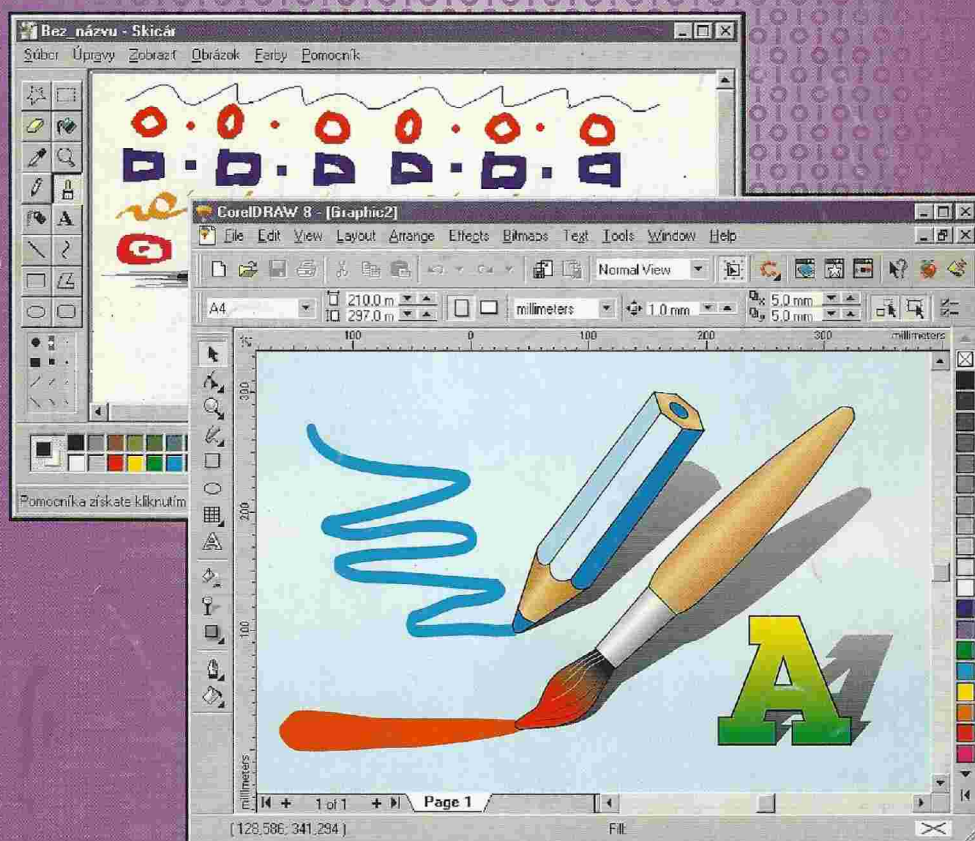 Bez_názvu - Skicár
Súbor Úpravy Zobraziť Obrázok Farby Pomocník
A
CorelDRAW 8 - [Graphic2]
File Edit View Layout Arrange Effects Bitmaps Text Tools Window Help
Normal View
A4
210.0 m
297.0 m
millimeters
1.0 mm
x 5.0 mm
y 5.0 mm
100 0 100 200 300 millimeters
300
200
100
millimeters
A
Pomocníka získate kliknutím
1 of 1
Page 1
(128,586; 341,294)
Fill: